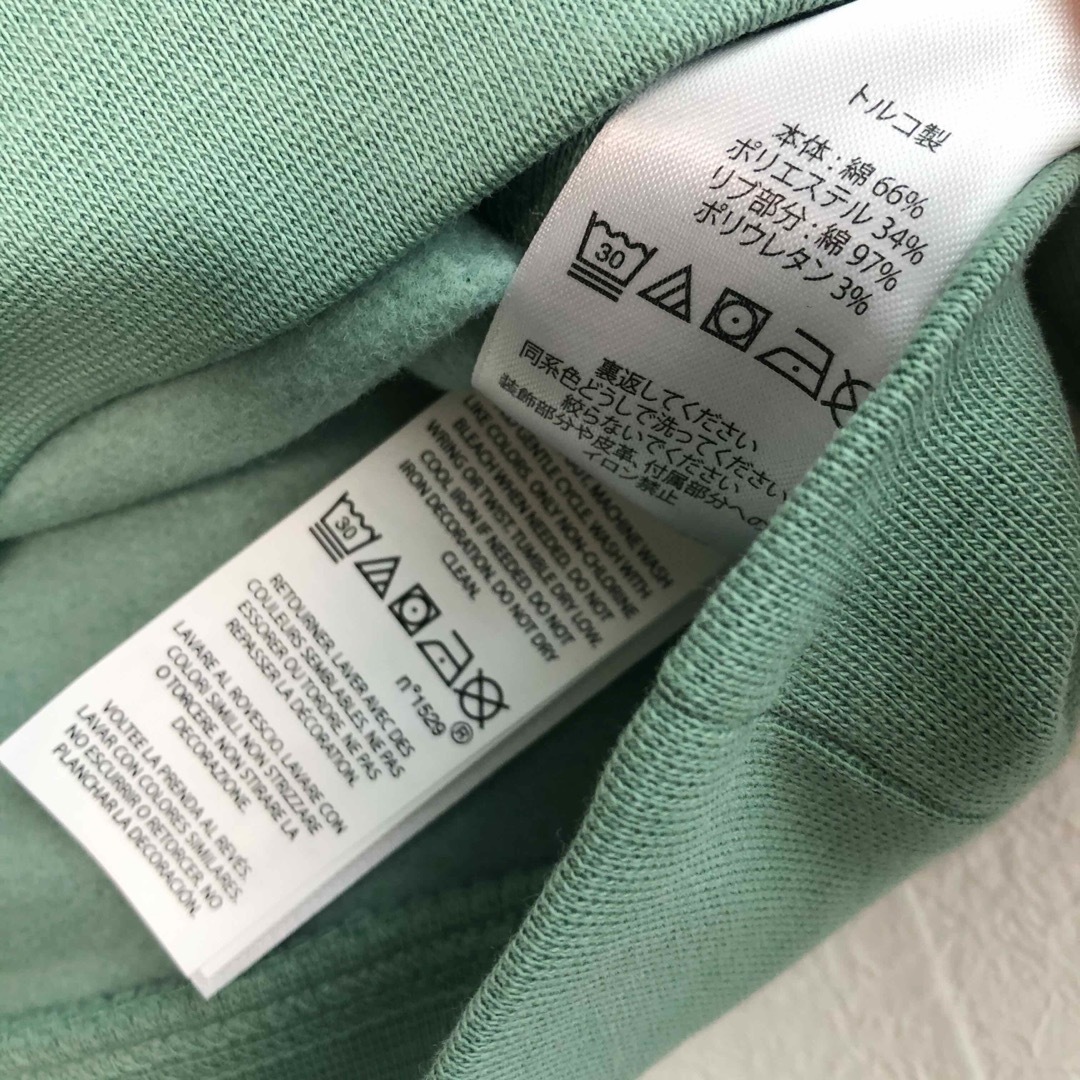 トルコ製
本体 : 綿 66%
ポリエステル 34%
リブ部分 : 綿 97%
ポリウレタン 3%
30
裏返してください
同系色どうしで洗ってください
絞らないでください
装飾部分や皮革、付属部分への
イロン禁止
MACHINE WASH
GENTLE CYCLE. WASH WITH
LIKE COLORS. ONLY NON-CHLORINE
BLEACH WHEN NEEDED. DO NOT
WRING OR TWIST. TUMBLE DRY LOW.
COOL IRON IF NEEDED. DO NOT
IRON DECORATION. DO NOT DRY
CLEAN.
30
n°1529 ®
RETOURNER. LAVER AVEC DES
COULEURS SEMBLABLES. NE PAS
ESSORER OU TORDRE. NE PAS
REPASSER LA DÉCORATION.
LAVARE AL ROVESCIO. LAVARE CON
COLORI SIMILI. NON STRIZZARE
O TORCERE. NON STIRARE LA
DECORAZIONE.
VOLTEE LA PRENDA AL REVÉS.
LAVAR CON COLORES SIMILARES.
NO ESCURRIR O RETORCER. NO
PLANCHAR LA DECORACIÓN.